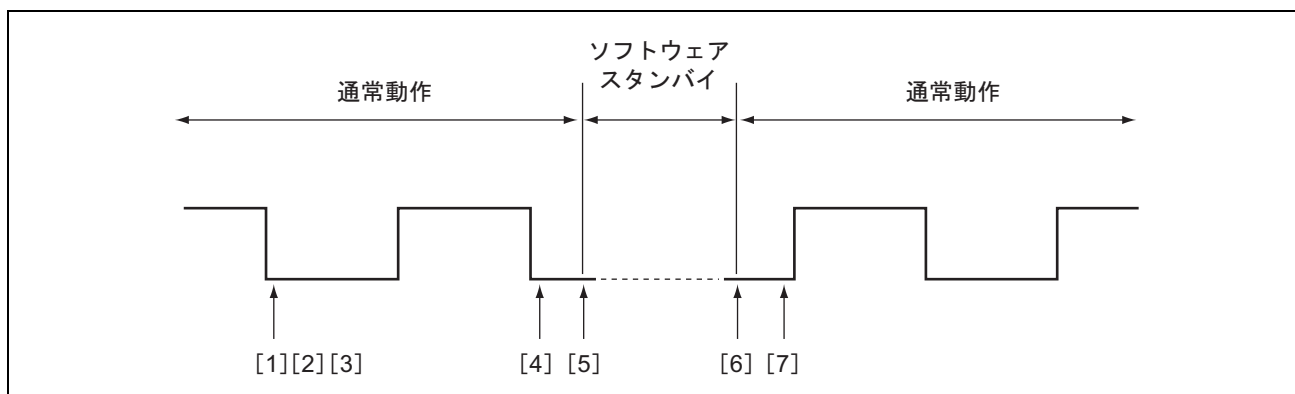 ソフトウェア
スタンバイ
通常動作
通常動作
[1][2][3]
[4] [5]
[6] [7]